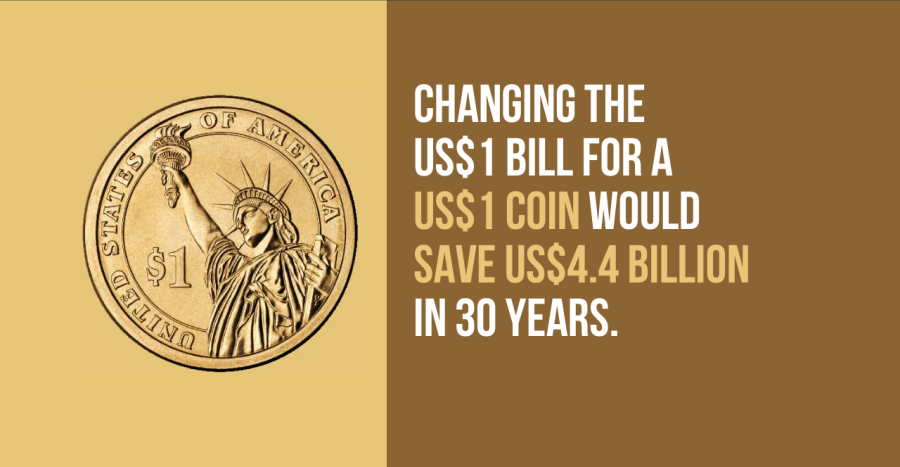 UNITED STATES OF AMERICA
$1
CHANGING THE
US$1 BILL FOR A
US$1 COIN WOULD
SAVE US$4.4 BILLION
IN 30 YEARS.